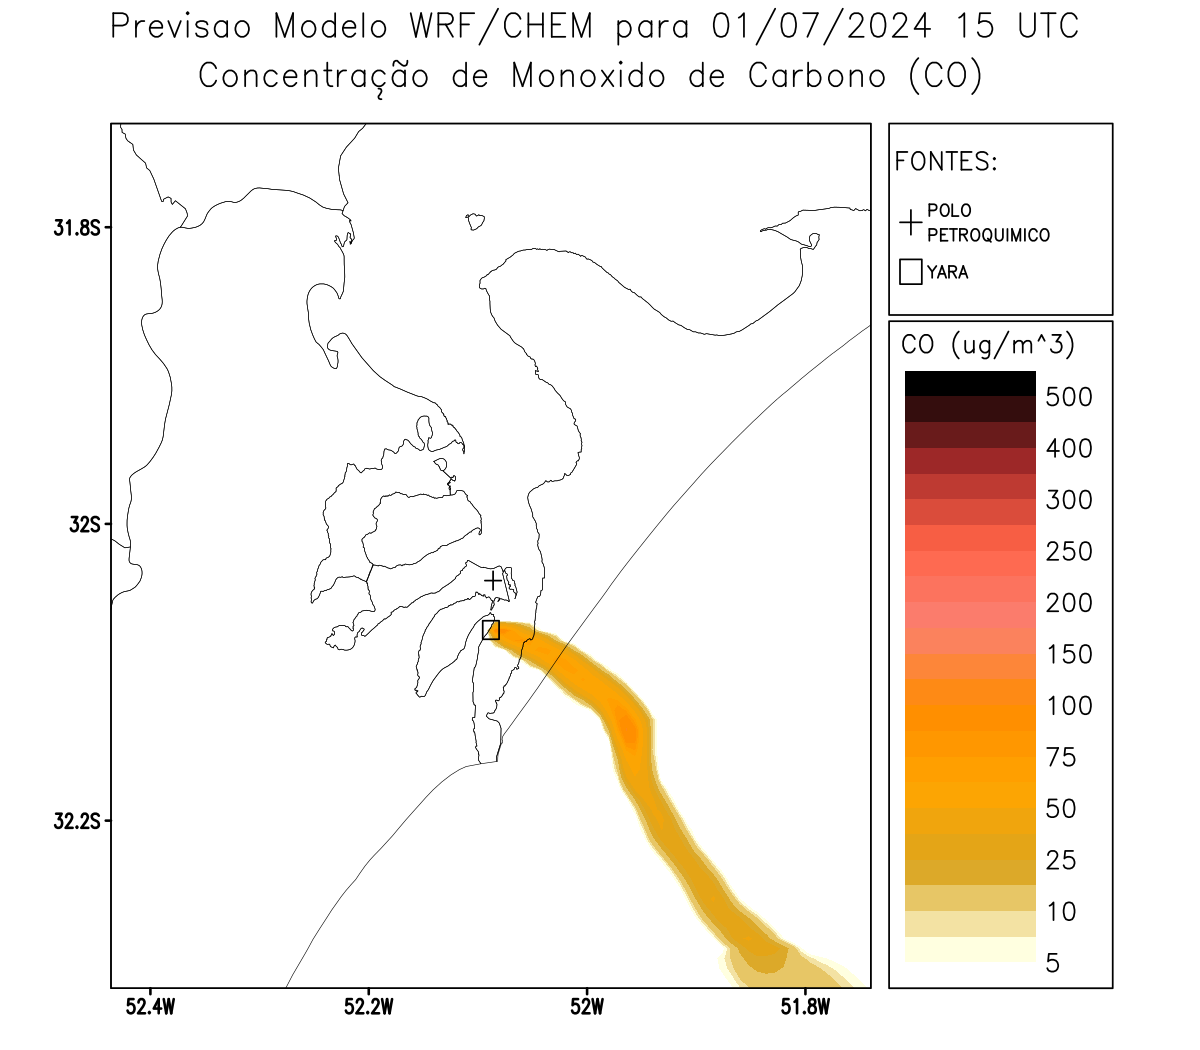 Previsao Modelo WRF/CHEM para 01/07/2024 15 UTC
Concentração de Monoxido de Carbono (CO)
FONTES:
POLO
PETROQUIMICO
YARA
CO (ug/m^3)
500
400
300
250
200
150
100
75
50
25
10
5
31.8S
32S
32.2S
52.4W
52.2W
52W
51.8W